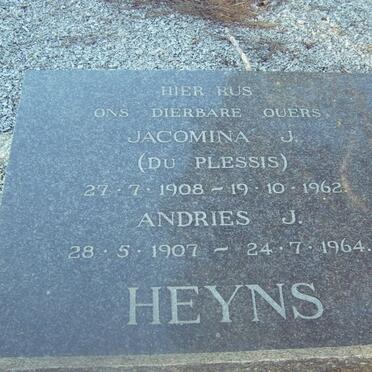 HIER RUS
ONS DIERBARE OUERS
JACOMINA J.
(DU PLESSIS)
27·7·1908 – 19·10·1962.
ANDRIES J.
28·5·1907 – 24·7·1964.
HEYNS